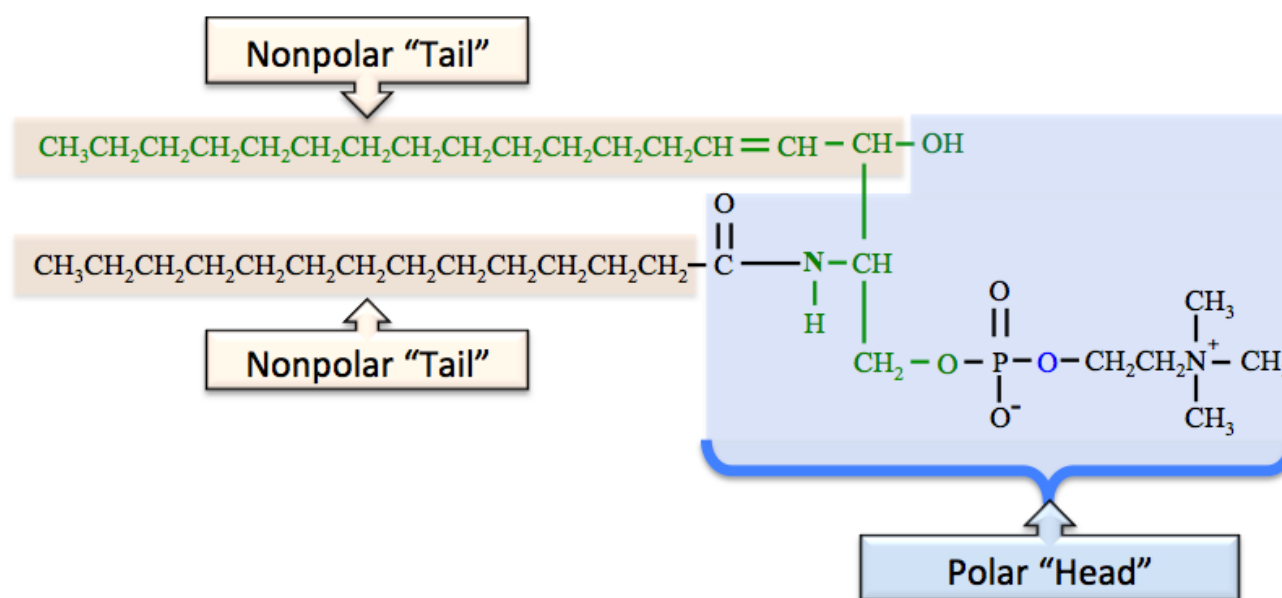 Nonpolar “Tail”
CH₃CH₂CH₂CH₂CH₂CH₂CH₂CH₂CH₂CH₂CH₂CH₂CH₂CH=CH–CH–OH
O
CH₃CH₂CH₂CH₂CH₂CH₂CH₂CH₂CH₂CH₂CH₂CH₂CH₂–C–N–CH
O
CH₃
H
Nonpolar “Tail”
CH₂–O–P–O–CH₂CH₂N⁺–CH
O⁻
CH₃
Polar “Head”